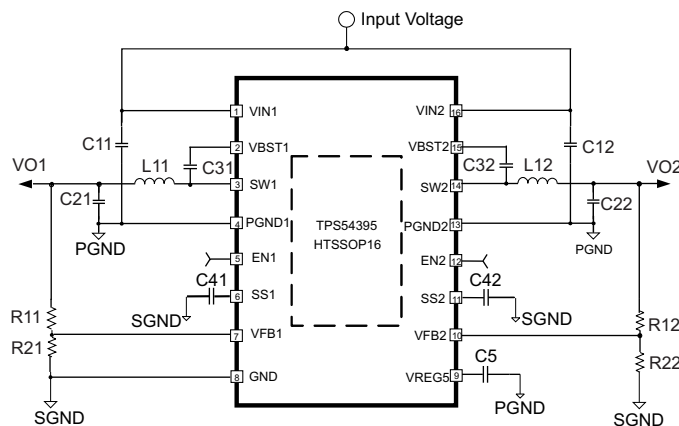 Input Voltage
1 VIN1 VIN2 16
C11 C12
2 VBST1 VBST2 15
VO1 L11 C31 C32 L12 VO2
3 SW1 SW2 14
C21 C22
4 PGND1 PGND2 13
TPS54395
HTSSOP16
PGND PGND
5 EN1 EN2 12
C41 C42
6 SS1 SS2 11
SGND SGND
R11 R12
7 VFB1 VFB2 10
R21 R22
C5
8 GND VREG5 9
SGND PGND SGND